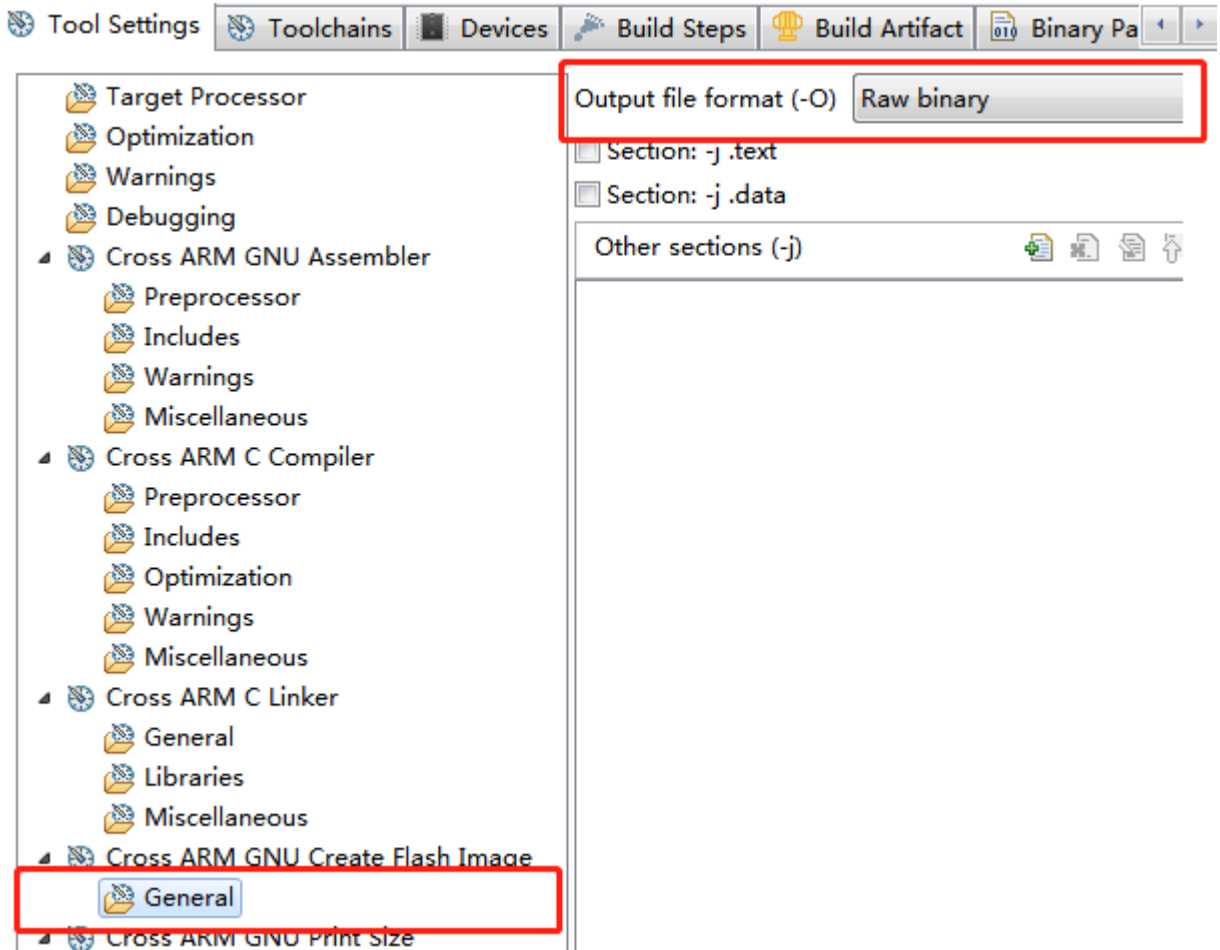 Tool Settings Toolchains Devices Build Steps Build Artifact Binary Pa
Target Processor
Optimization
Warnings
Debugging
Cross ARM GNU Assembler
Preprocessor
Includes
Warnings
Miscellaneous
Cross ARM C Compiler
Preprocessor
Includes
Optimization
Warnings
Miscellaneous
Cross ARM C Linker
General
Libraries
Miscellaneous
Cross ARM GNU Create Flash Image
General
Cross ARM GNU Print Size
Output file format (-O) Raw binary
Section: -j .text
Section: -j .data
Other sections (-j)